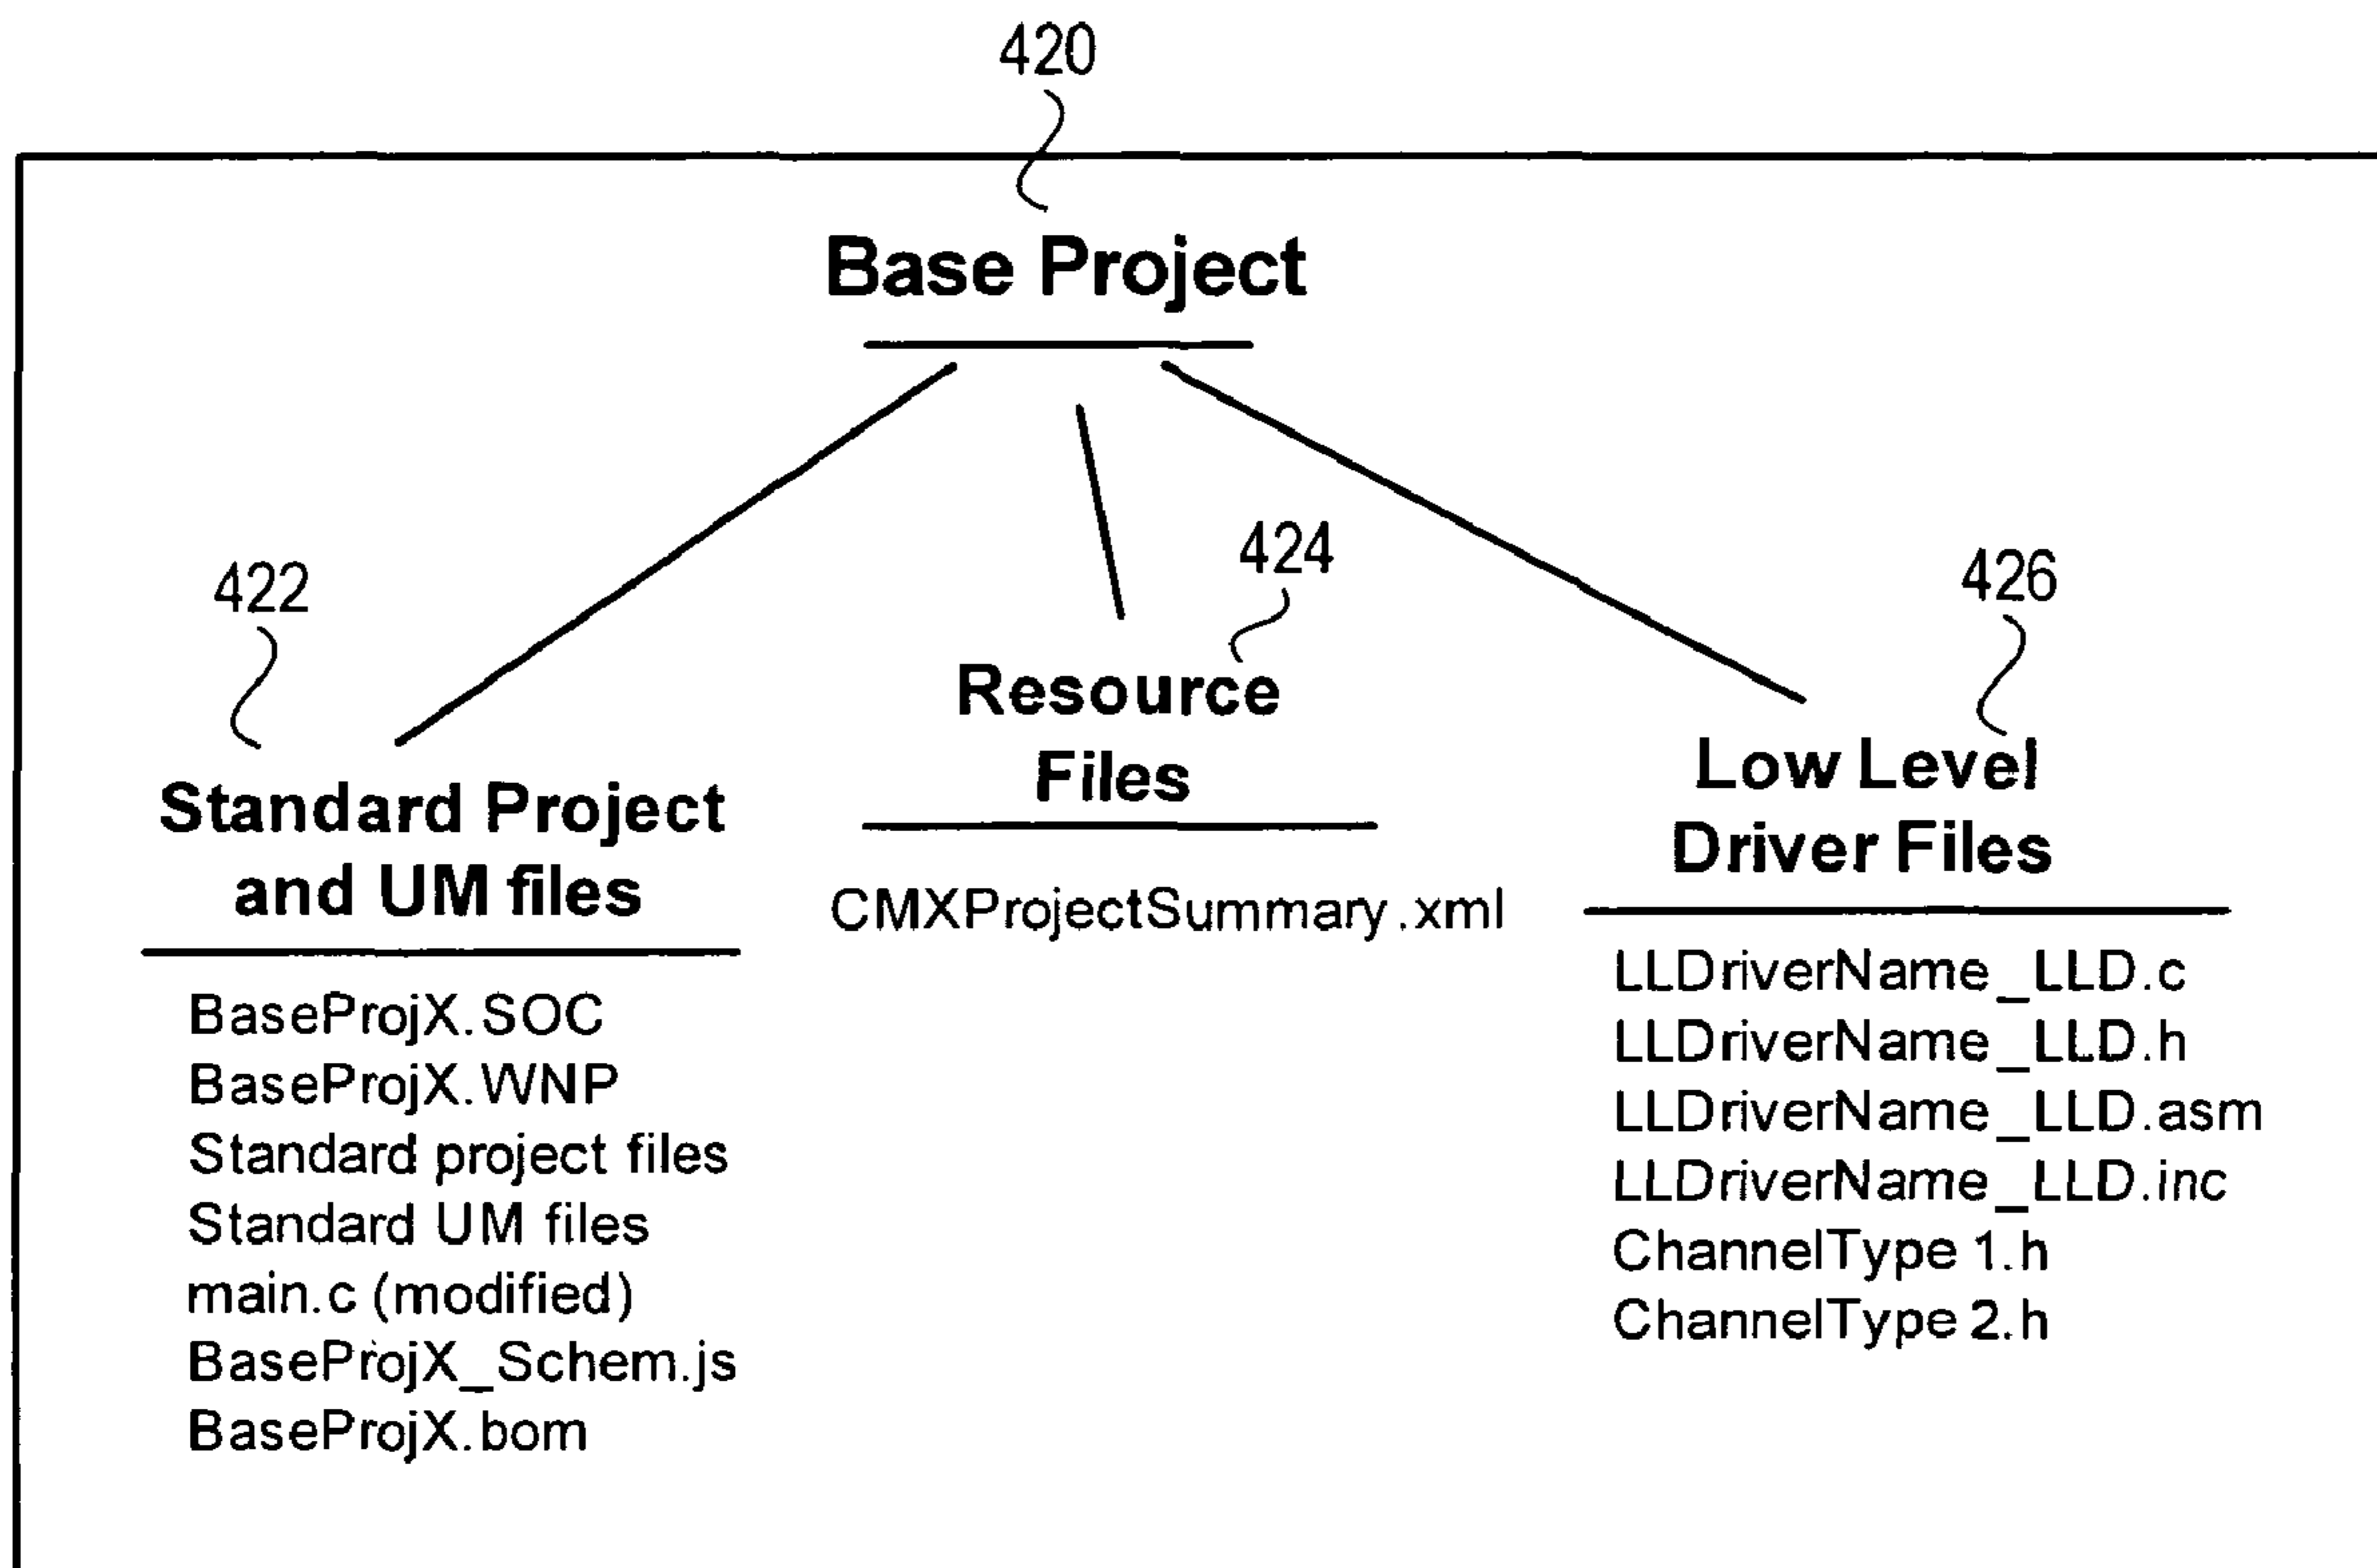 420
Base Project
422
424
426
Standard Project
and UM files
BaseProjX.SOC
BaseProjX.WNP
Standard project files
Standard UM files
main.c (modified)
BaseProjX_Schem.js
BaseProjX.bom
Resource
Files
CMXProjectSummary.xml
Low Level
Driver Files
LLDriverName_LLD.c
LLDriverName_LLD.h
LLDriverName_LLD.asm
LLDriverName_LLD.inc
ChannelType 1.h
ChannelType 2.h